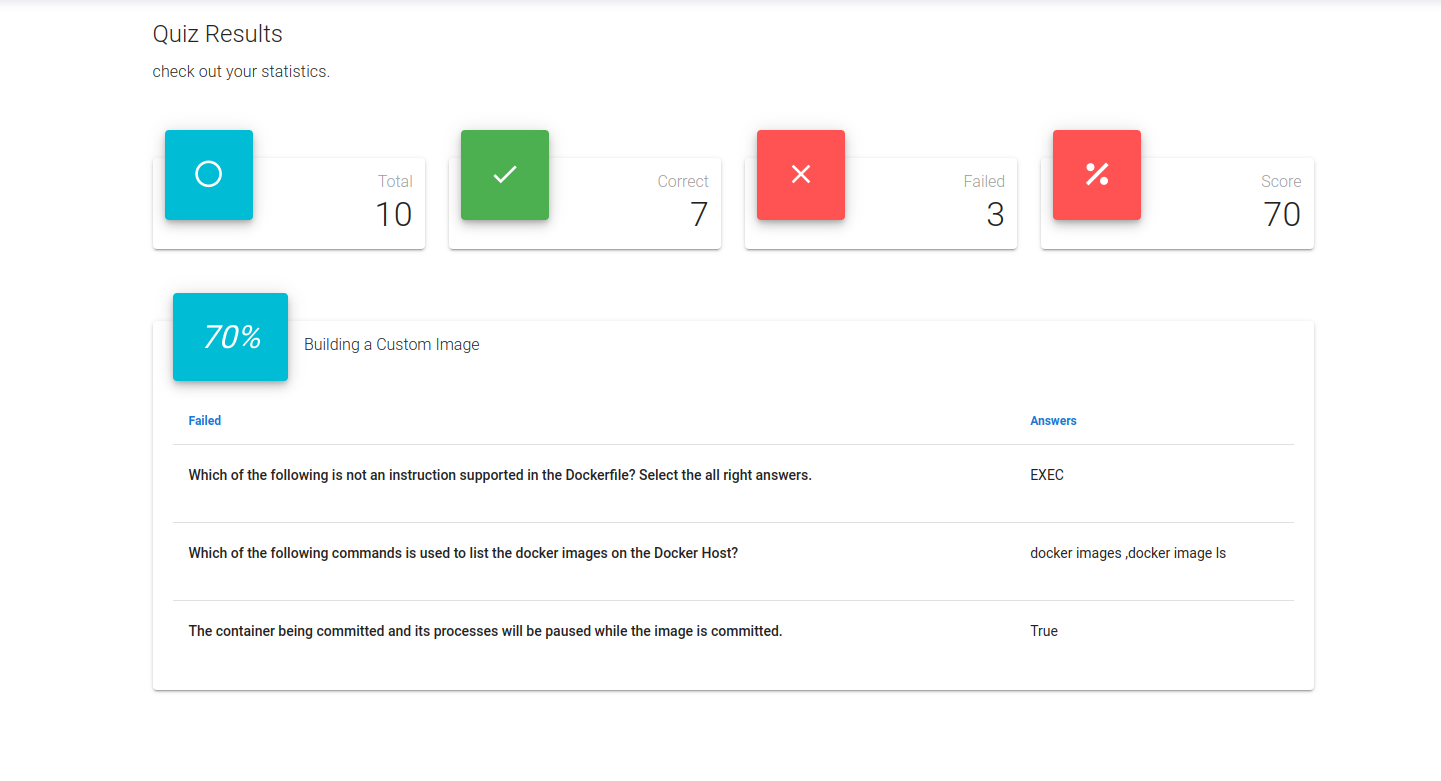 Quiz Results
check out your statistics.
Total
10
Correct
7
Failed
3
Score
70
70%
Building a Custom Image
Failed Answers
Which of the following is not an instruction supported in the Dockerfile? Select the all right answers. EXEC
Which of the following commands is used to list the docker images on the Docker Host? docker images ,docker image ls
The container being committed and its processes will be paused while the image is committed. True